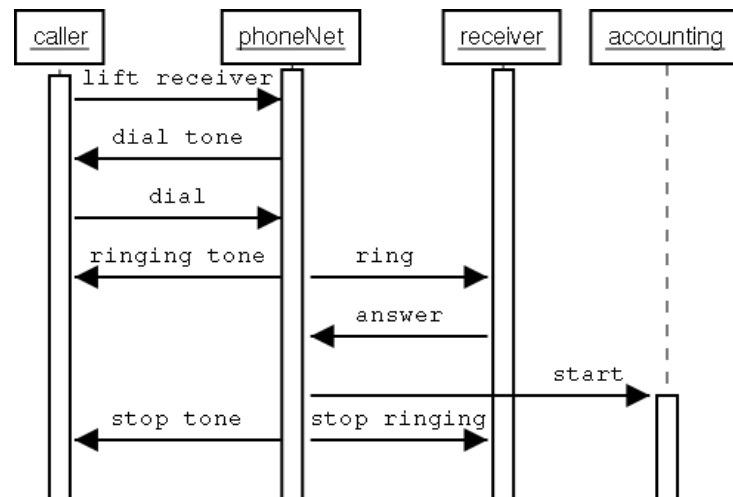 caller phoneNet receiver accounting
lift receiver
dial tone
dial
ringing tone ring
answer
start
stop tone stop ringing